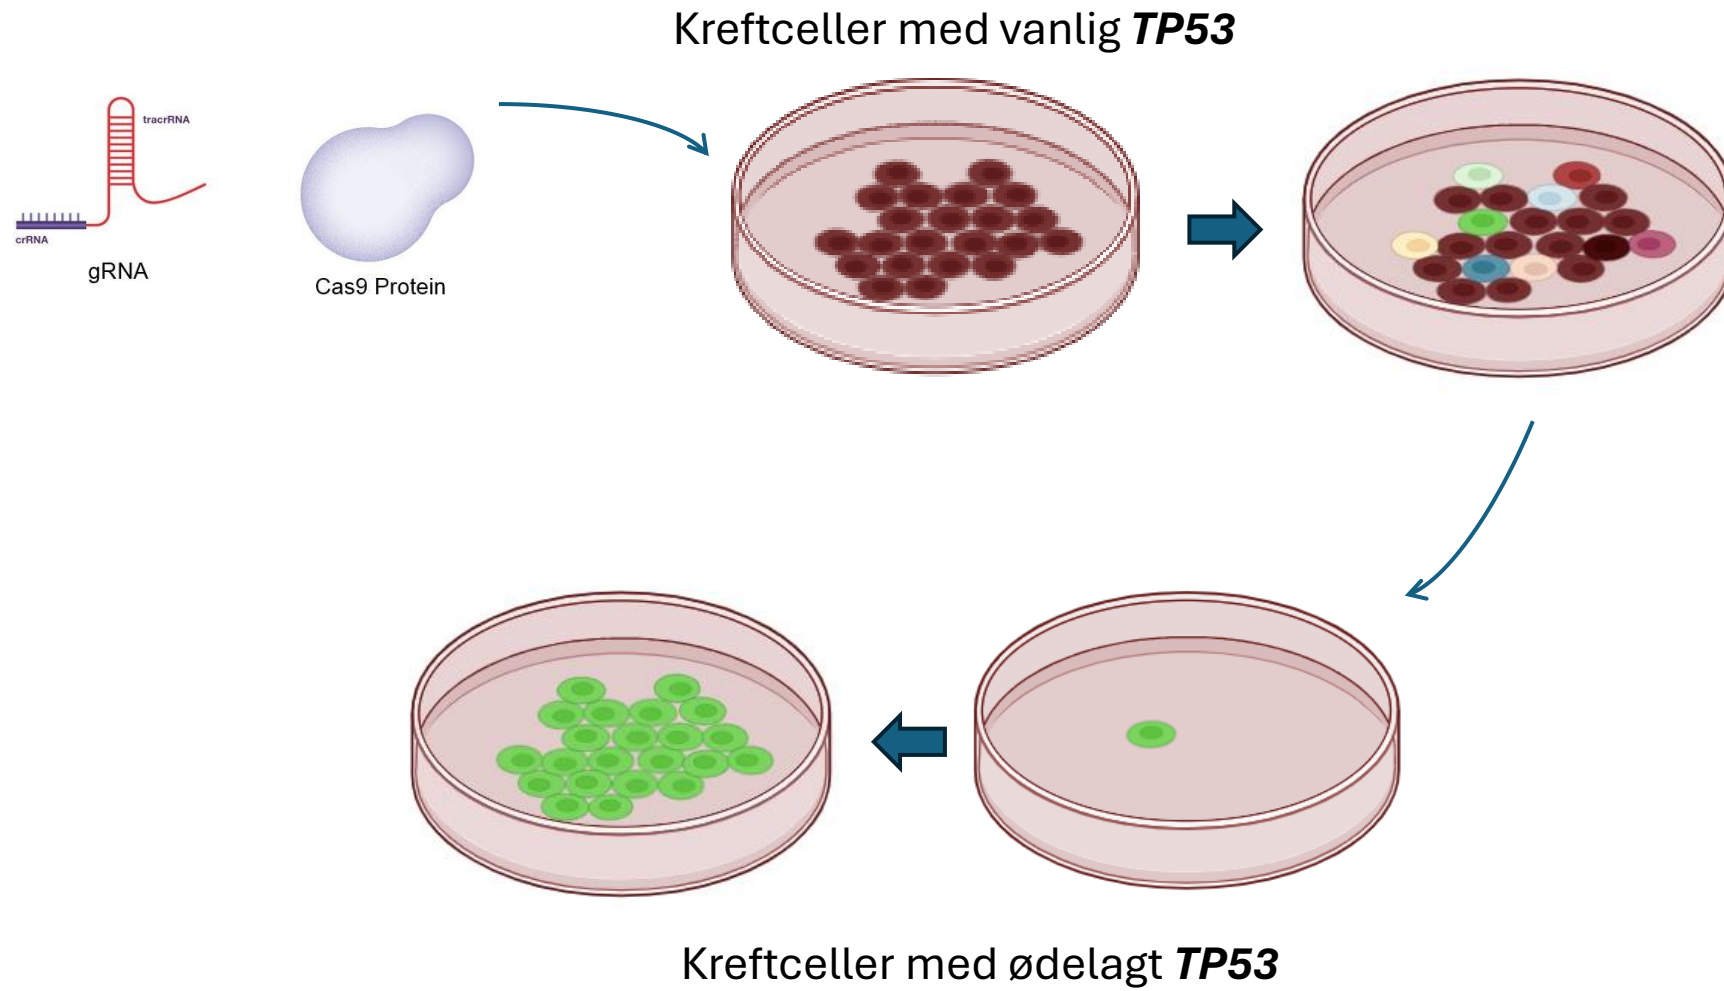 Kreftceller med vanlig TP53
tracrRNA
crRNA
gRNA
Cas9 Protein
Kreftceller med ødelagt TP53